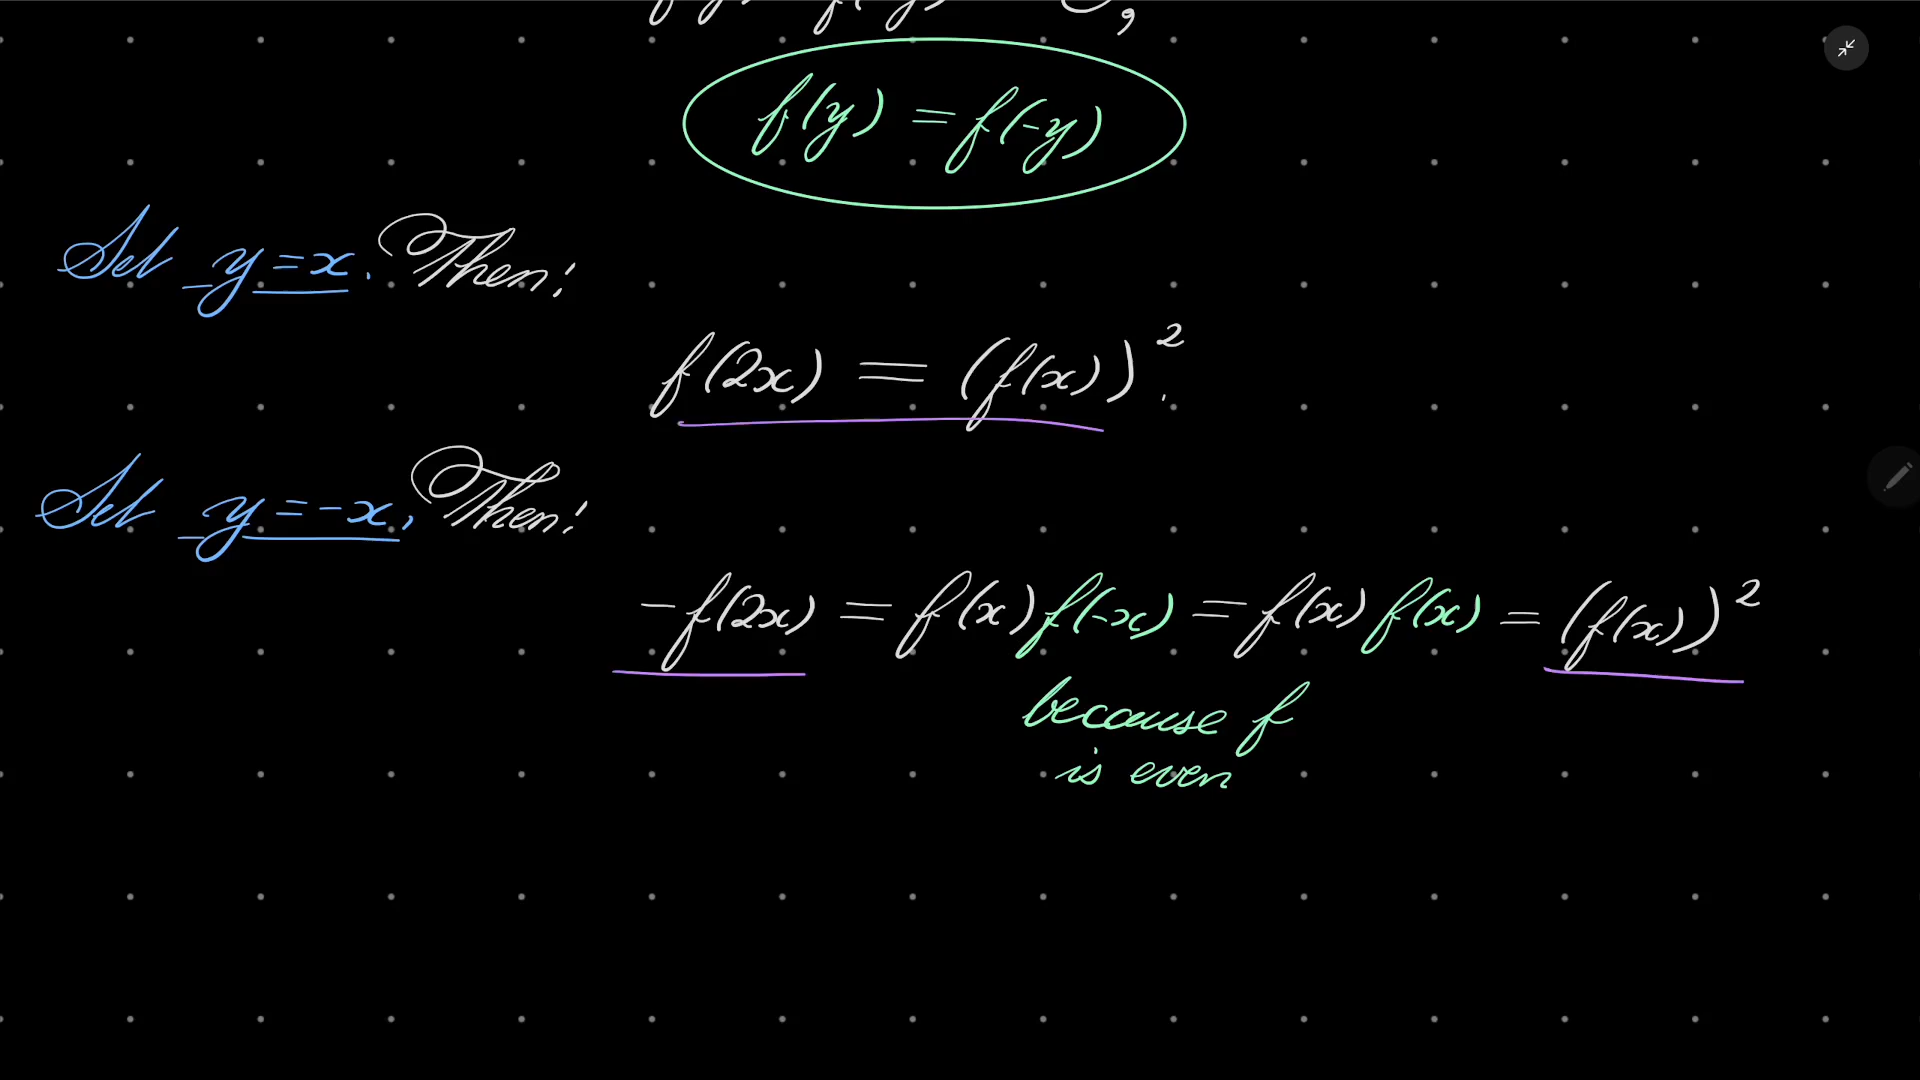 f(y) = f(-y)
Set y = x. Then:
f(2x) = (f(x))².
Set y = -x, Then:
-f(2x) = f(x) f(-x) = f(x) f(x) = (f(x))²
because f
is even